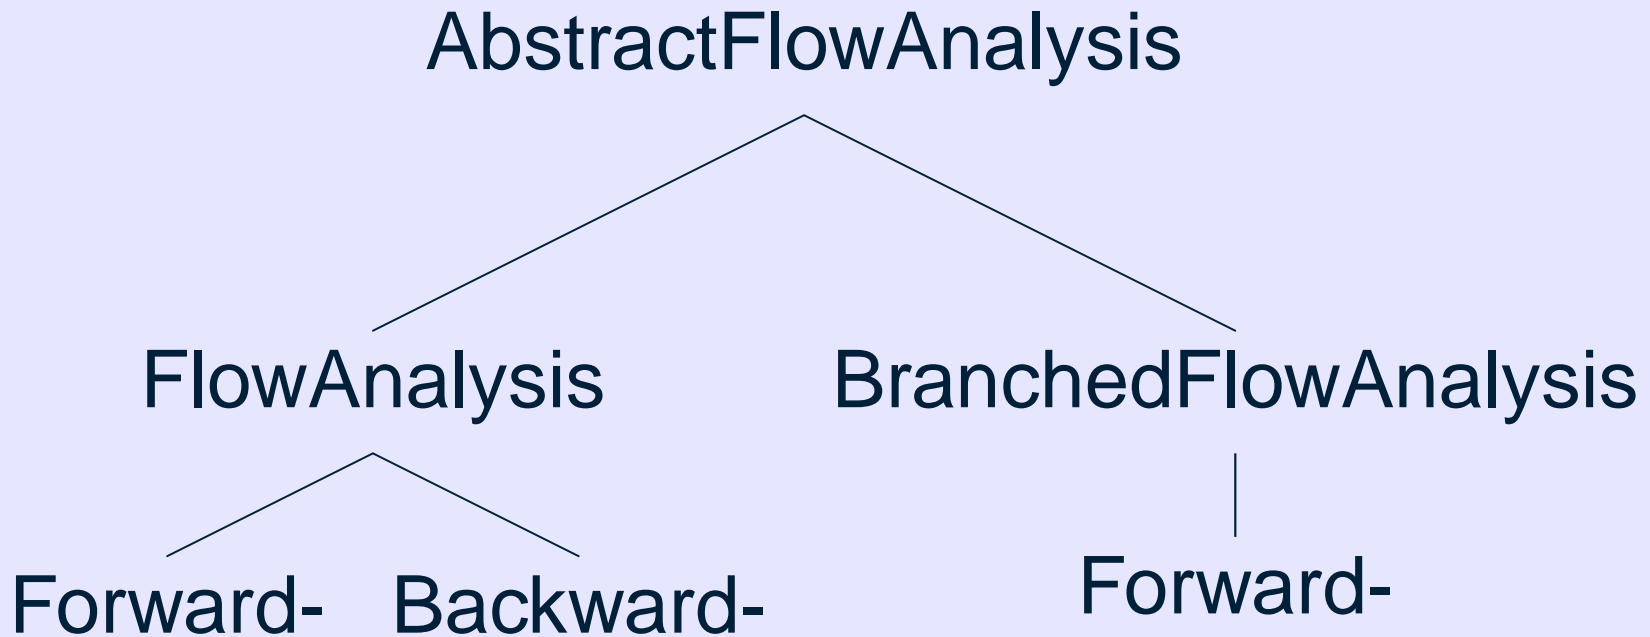 AbstractFlowAnalysis
FlowAnalysis
BranchedFlowAnalysis
Forward-
Backward-
Forward-